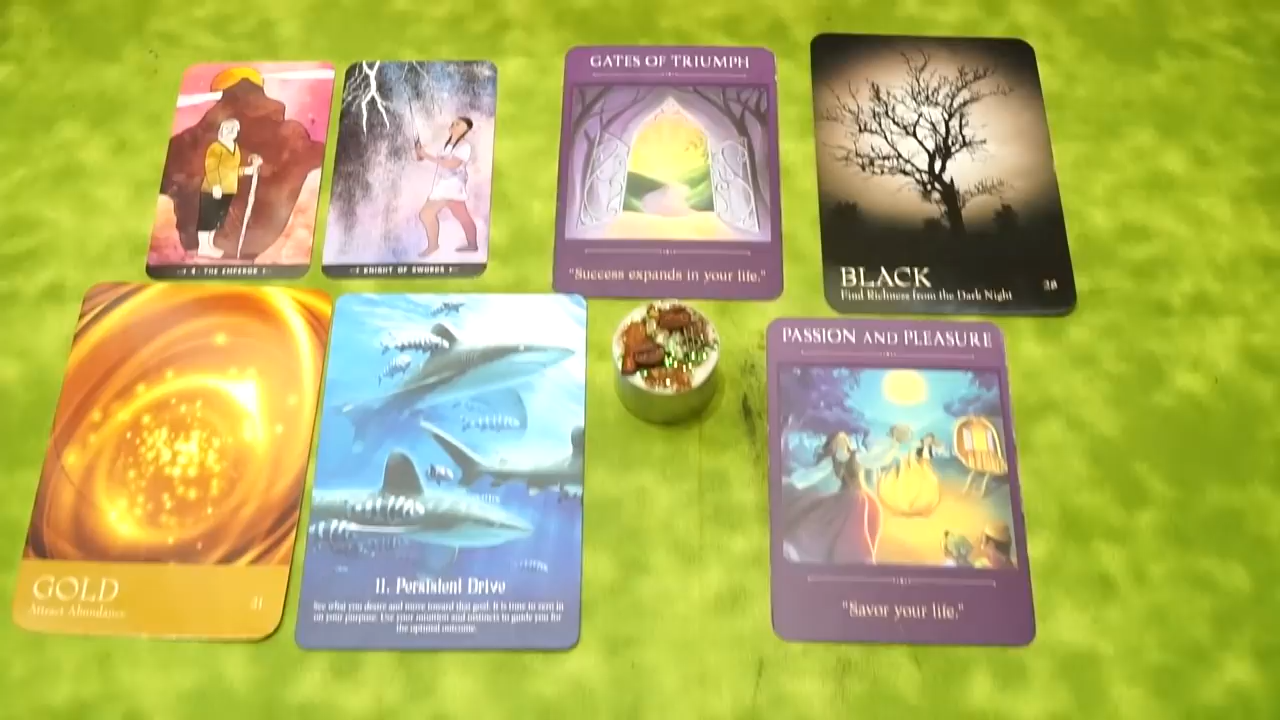 4: THE EMPEROR
KNIGHT OF SWORDS
GATES OF TRIUMPH
"Success expands in your life."
BLACK
Find Richness from the Dark Night
28
GOLD
Attract Abundance
11. Persistent Drive
See what you desire and move toward that goal. It is time to zero in
on your purpose. Use your intuition and instincts to guide you for
the optimal outcome.
PASSION AND PLEASURE
"Savor your life."